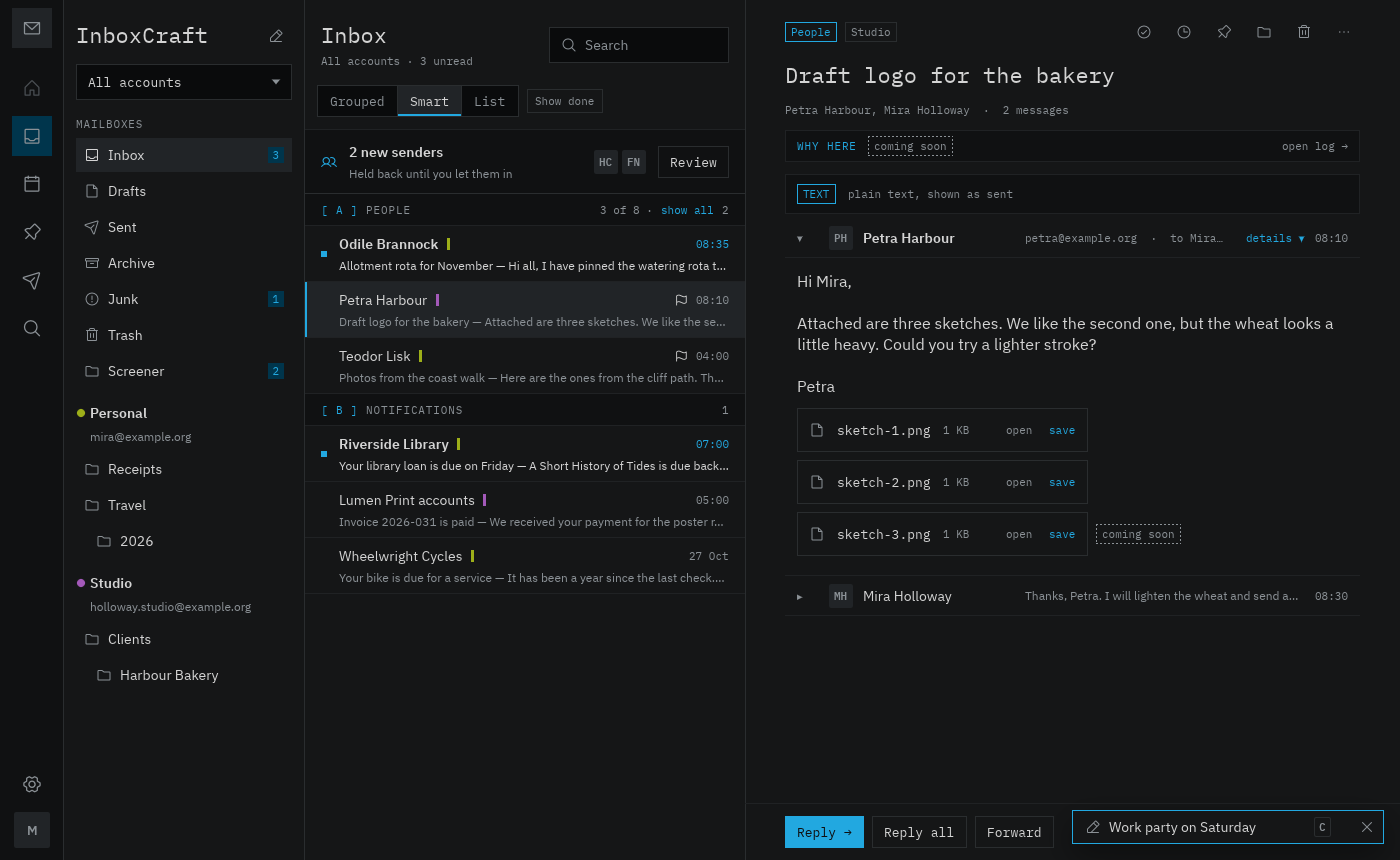 InboxCraft
All accounts
MAILBOXES
Inbox 3
Drafts
Sent
Archive
Junk 1
Trash
Screener 2
Personal
mira@example.org
Receipts
Travel
2026
Studio
holloway.studio@example.org
Clients
Harbour Bakery
M
Inbox
All accounts · 3 unread
Search
Grouped Smart List Show done
2 new senders
Held back until you let them in
HC FN Review
[ A ] PEOPLE 3 of 8 · show all 2
Odile Brannock 08:35
Allotment rota for November — Hi all, I have pinned the watering rota t…
Petra Harbour 08:10
Draft logo for the bakery — Attached are three sketches. We like the se…
Teodor Lisk 04:00
Photos from the coast walk — Here are the ones from the cliff path. Th…
[ B ] NOTIFICATIONS 1
Riverside Library 07:00
Your library loan is due on Friday — A Short History of Tides is due back…
Lumen Print accounts 05:00
Invoice 2026-031 is paid — We received your payment for the poster r…
Wheelwright Cycles 27 Oct
Your bike is due for a service — It has been a year since the last check.…
People Studio
Draft logo for the bakery
Petra Harbour, Mira Holloway · 2 messages
WHY HERE coming soon open log →
TEXT plain text, shown as sent
▾ PH Petra Harbour petra@example.org · to Mira… details ▾ 08:10
Hi Mira,
Attached are three sketches. We like the second one, but the wheat looks a
little heavy. Could you try a lighter stroke?
Petra
sketch-1.png 1 KB open save
sketch-2.png 1 KB open save
sketch-3.png 1 KB open save coming soon
▸ MH Mira Holloway Thanks, Petra. I will lighten the wheat and send a… 08:30
Reply → Reply all Forward
Work party on Saturday C